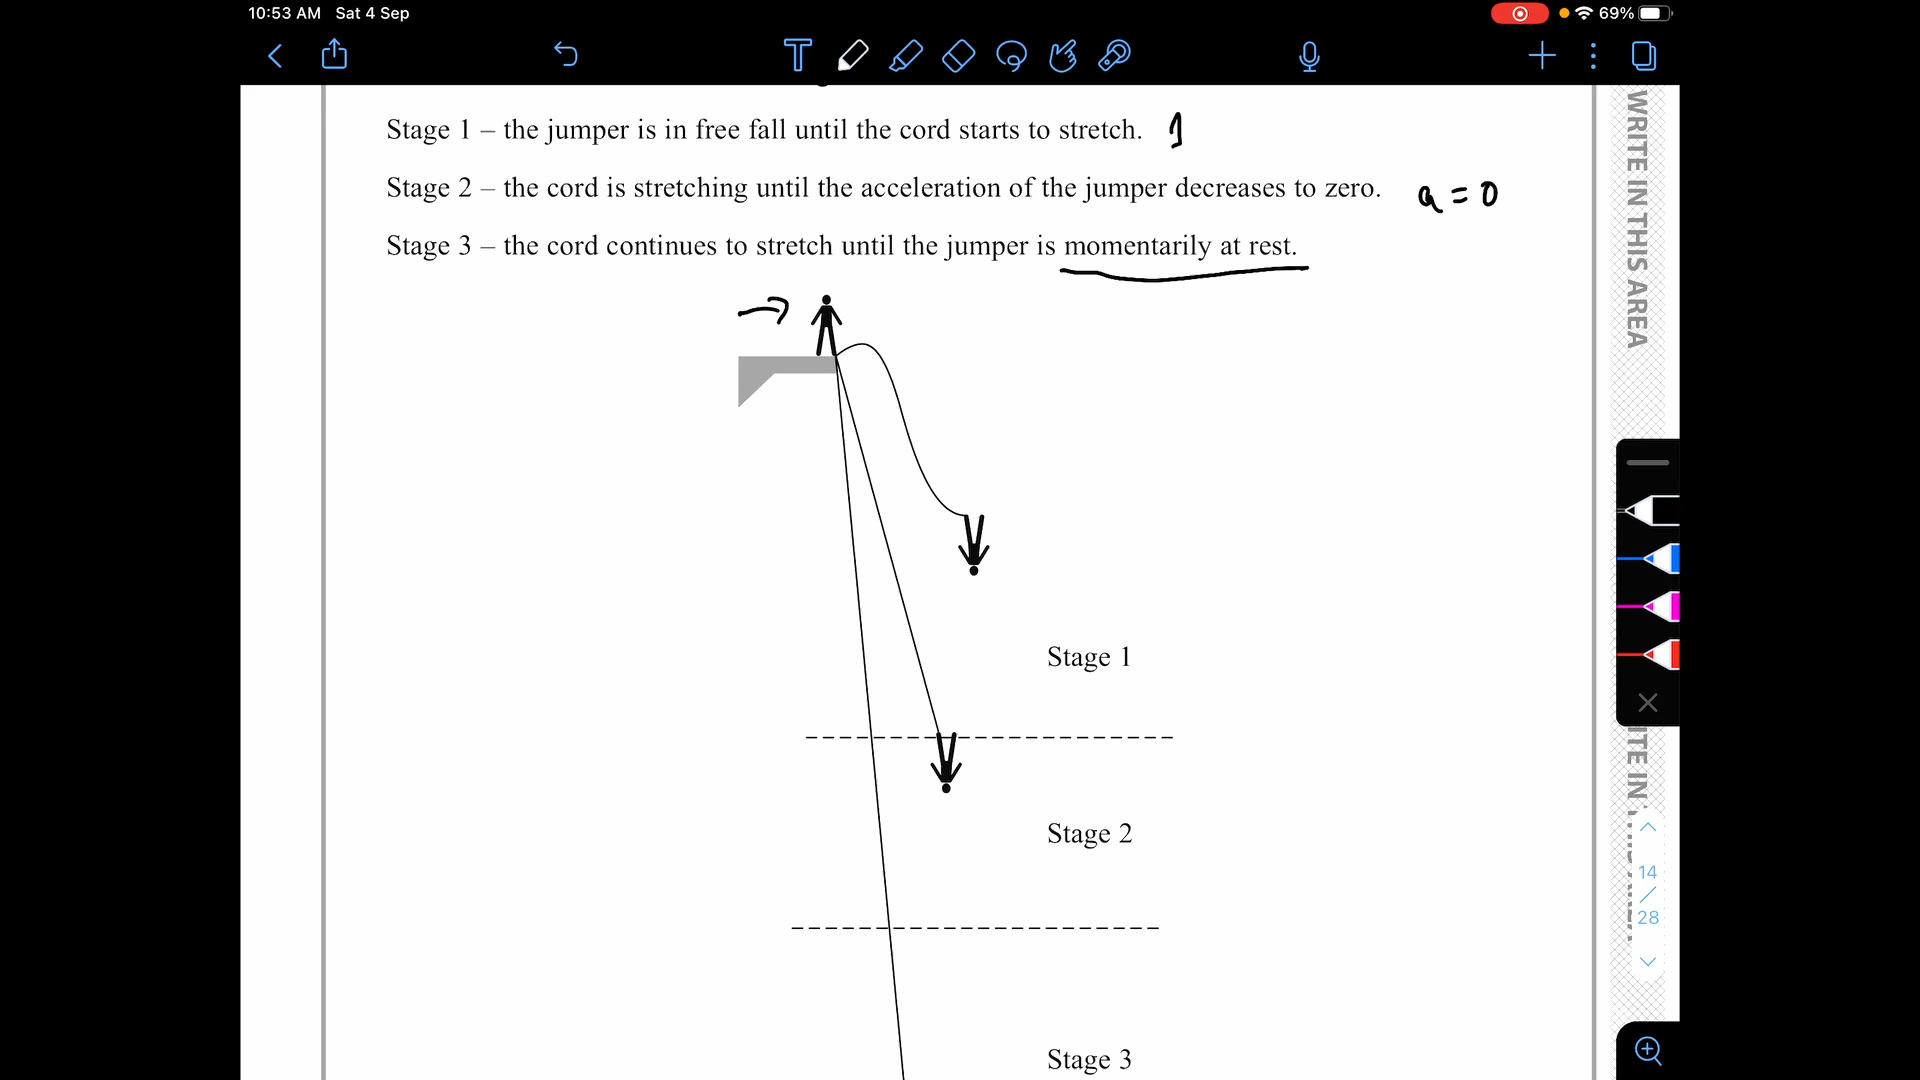 10:53 AM Sat 4 Sep
69%
Stage 1 – the jumper is in free fall until the cord starts to stretch.
Stage 2 – the cord is stretching until the acceleration of the jumper decreases to zero. a = 0
Stage 3 – the cord continues to stretch until the jumper is momentarily at rest.
Stage 1
Stage 2
Stage 3
WRITE IN THIS AREA
14
28